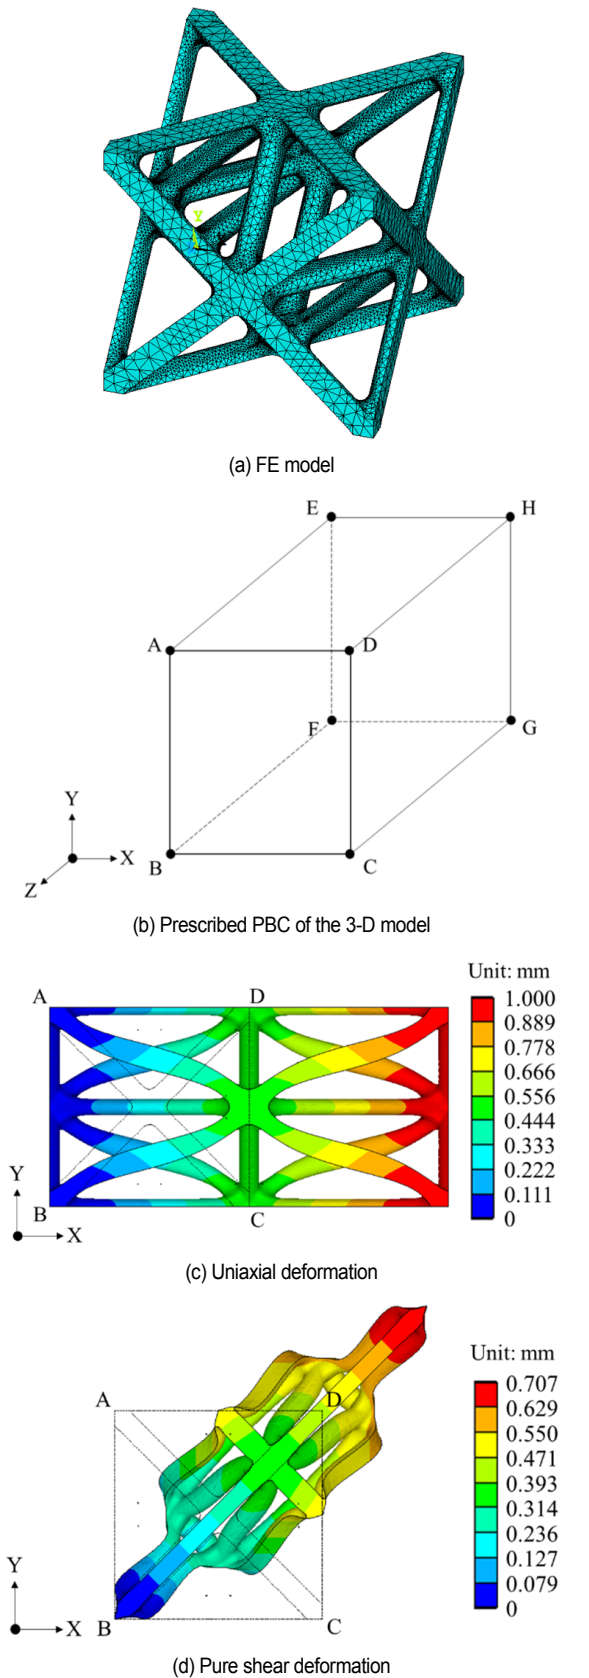 Y
(a) FE model
E H
A D
F G
Y
X
B C
Z
(b) Prescribed PBC of the 3-D model
Unit: mm
A D
1.000
0.889
0.778
0.666
0.556
0.444
0.333
0.222
0.111
0
Y
B C
X
(c) Uniaxial deformation
Unit: mm
A D
0.707
0.629
0.550
0.471
0.393
0.314
0.236
0.127
0.079
0
Y
X B C
(d) Pure shear deformation